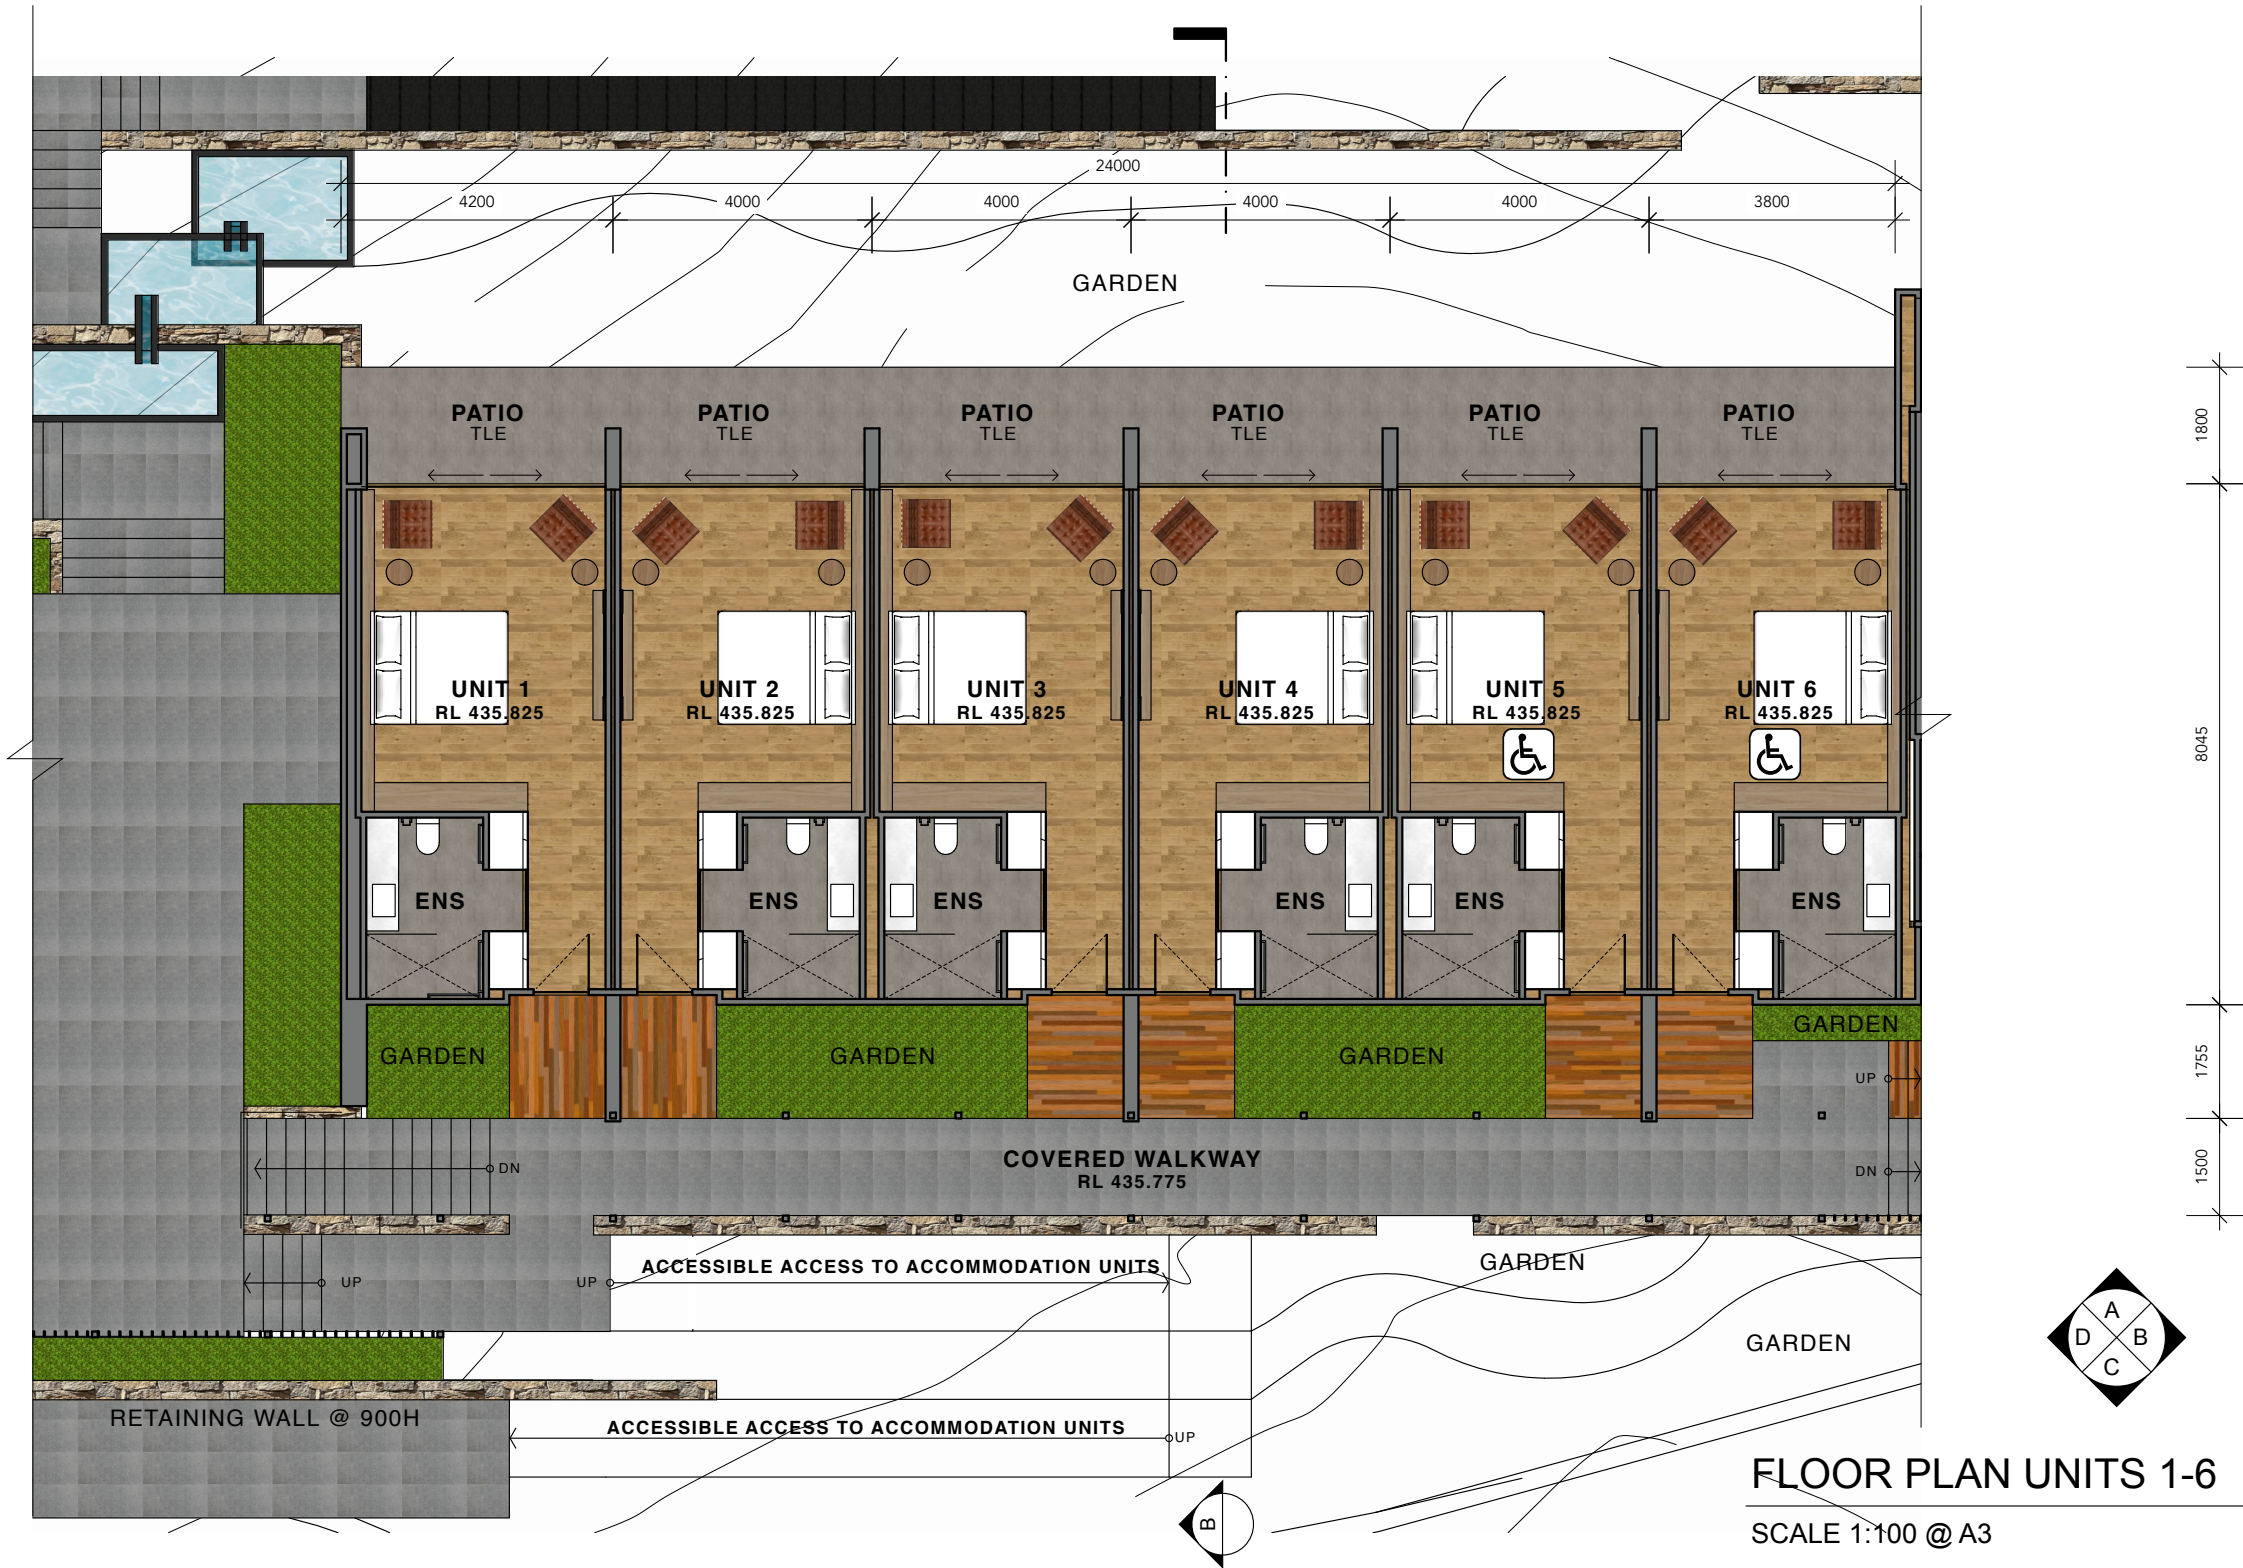 24000
4200
4000
4000
4000
4000
3800
GARDEN
PATIO
TLE
PATIO
TLE
PATIO
TLE
PATIO
TLE
PATIO
TLE
PATIO
TLE
1800
UNIT 1
RL 435.825
UNIT 2
RL 435.825
UNIT 3
RL 435.825
UNIT 4
RL 435.825
UNIT 5
RL 435.825
UNIT 6
RL 435.825
8045
ENS
ENS
ENS
ENS
ENS
ENS
GARDEN
GARDEN
GARDEN
GARDEN
UP
1755
COVERED WALKWAY
RL 435.775
DN
DN
1500
ACCESSIBLE ACCESS TO ACCOMMODATION UNITS
GARDEN
UP
UP
GARDEN
A
D
B
C
RETAINING WALL @ 900H
ACCESSIBLE ACCESS TO ACCOMMODATION UNITS
UP
B
FLOOR PLAN UNITS 1-6
SCALE 1:100 @ A3